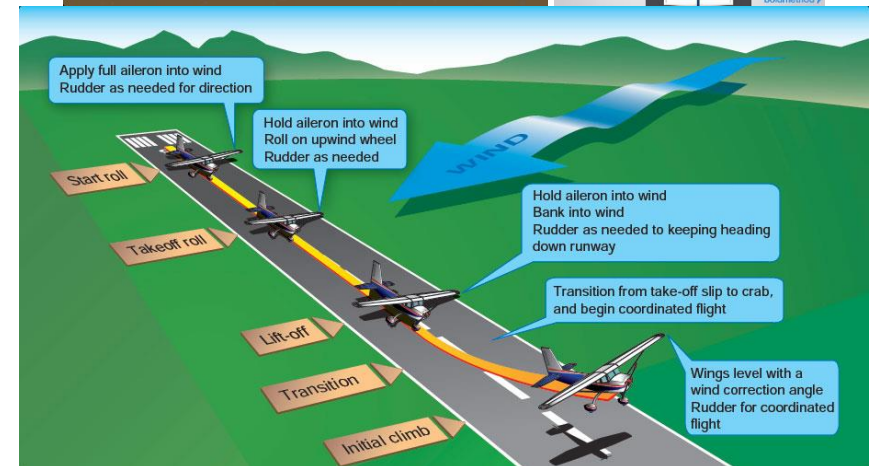 Apply full aileron into wind
Rudder as needed for direction
Hold aileron into wind
Roll on upwind wheel
Rudder as needed
WIND
Start roll
Hold aileron into wind
Bank into wind
Rudder as needed to keeping heading
down runway
Takeoff roll
Transition from take-off slip to crab,
and begin coordinated flight
Lift-off
Wings level with a
wind correction angle
Rudder for coordinated
flight
Transition
Initial climb